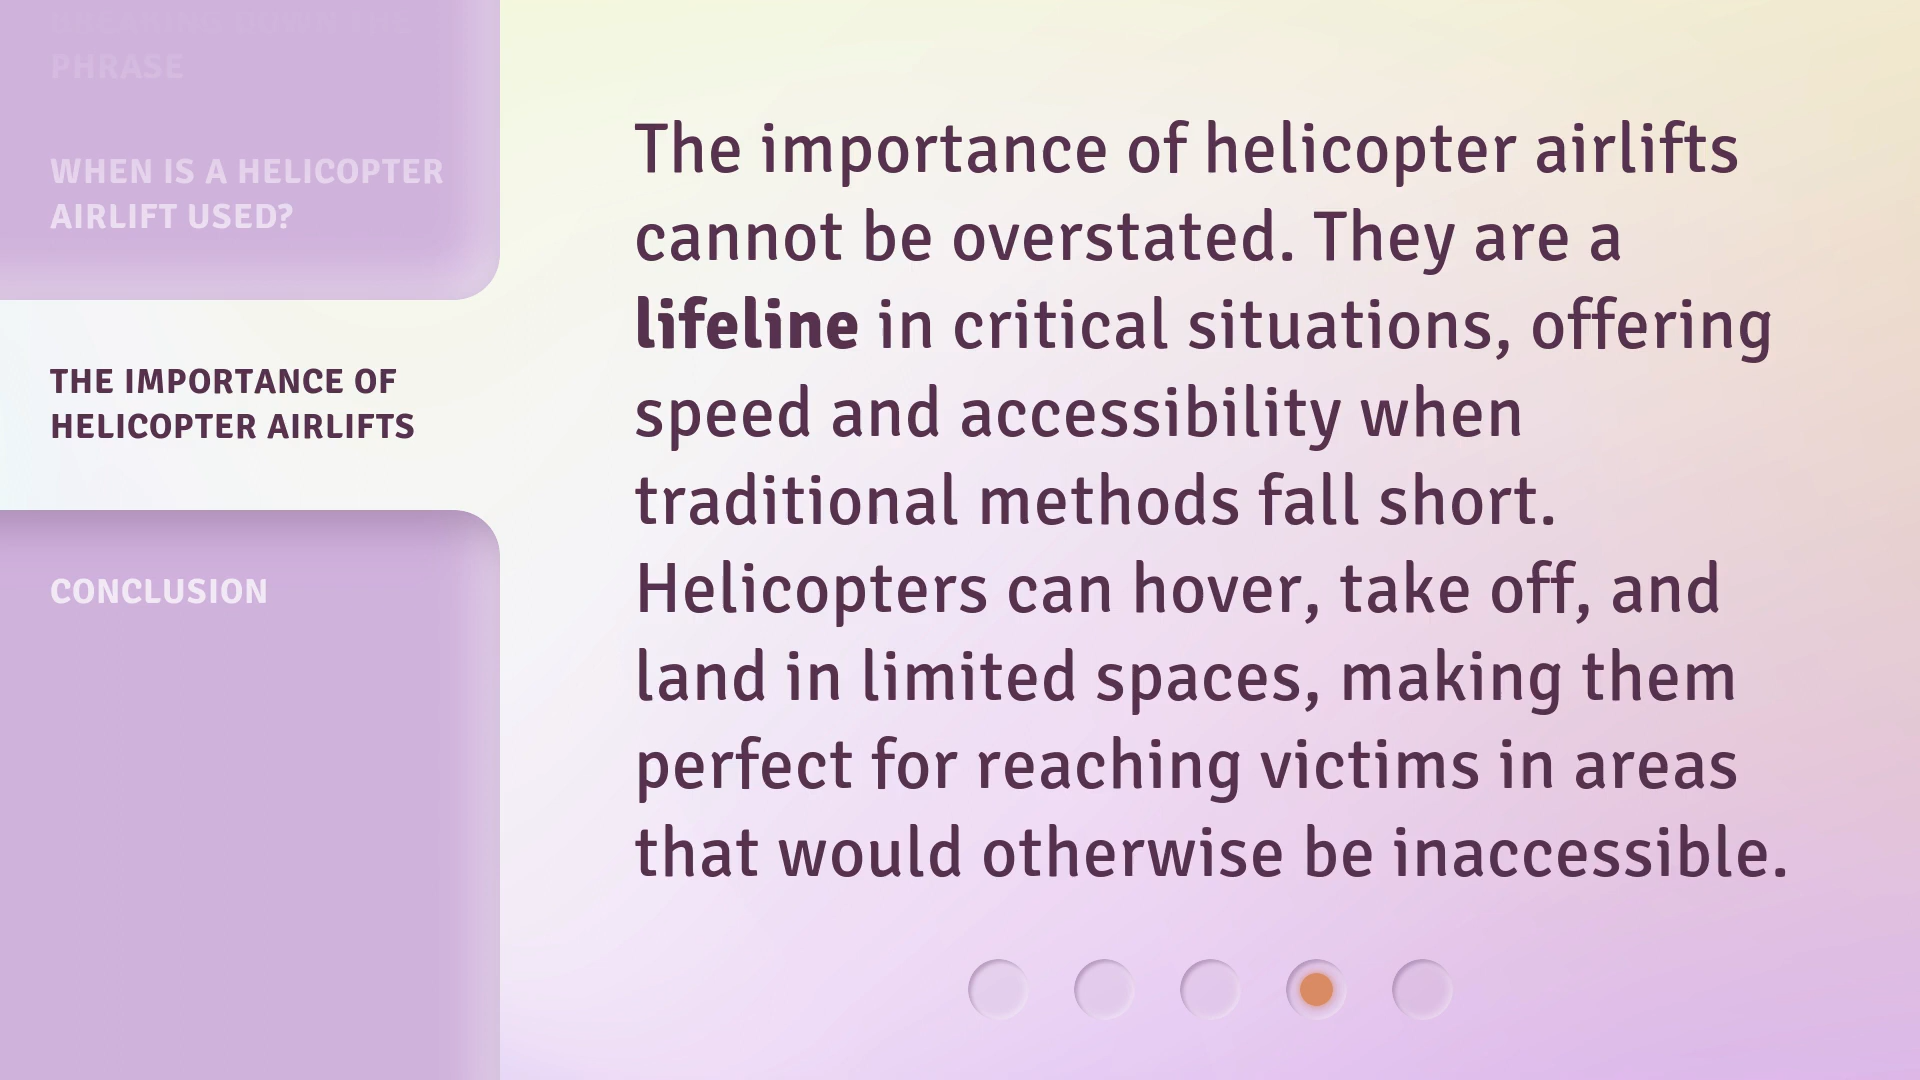 BREAKING DOWN THE
PHRASE
WHEN IS A HELICOPTER
AIRLIFT USED?
THE IMPORTANCE OF
HELICOPTER AIRLIFTS
CONCLUSION
The importance of helicopter airlifts
cannot be overstated. They are a
lifeline in critical situations, offering
speed and accessibility when
traditional methods fall short.
Helicopters can hover, take off, and
land in limited spaces, making them
perfect for reaching victims in areas
that would otherwise be inaccessible.